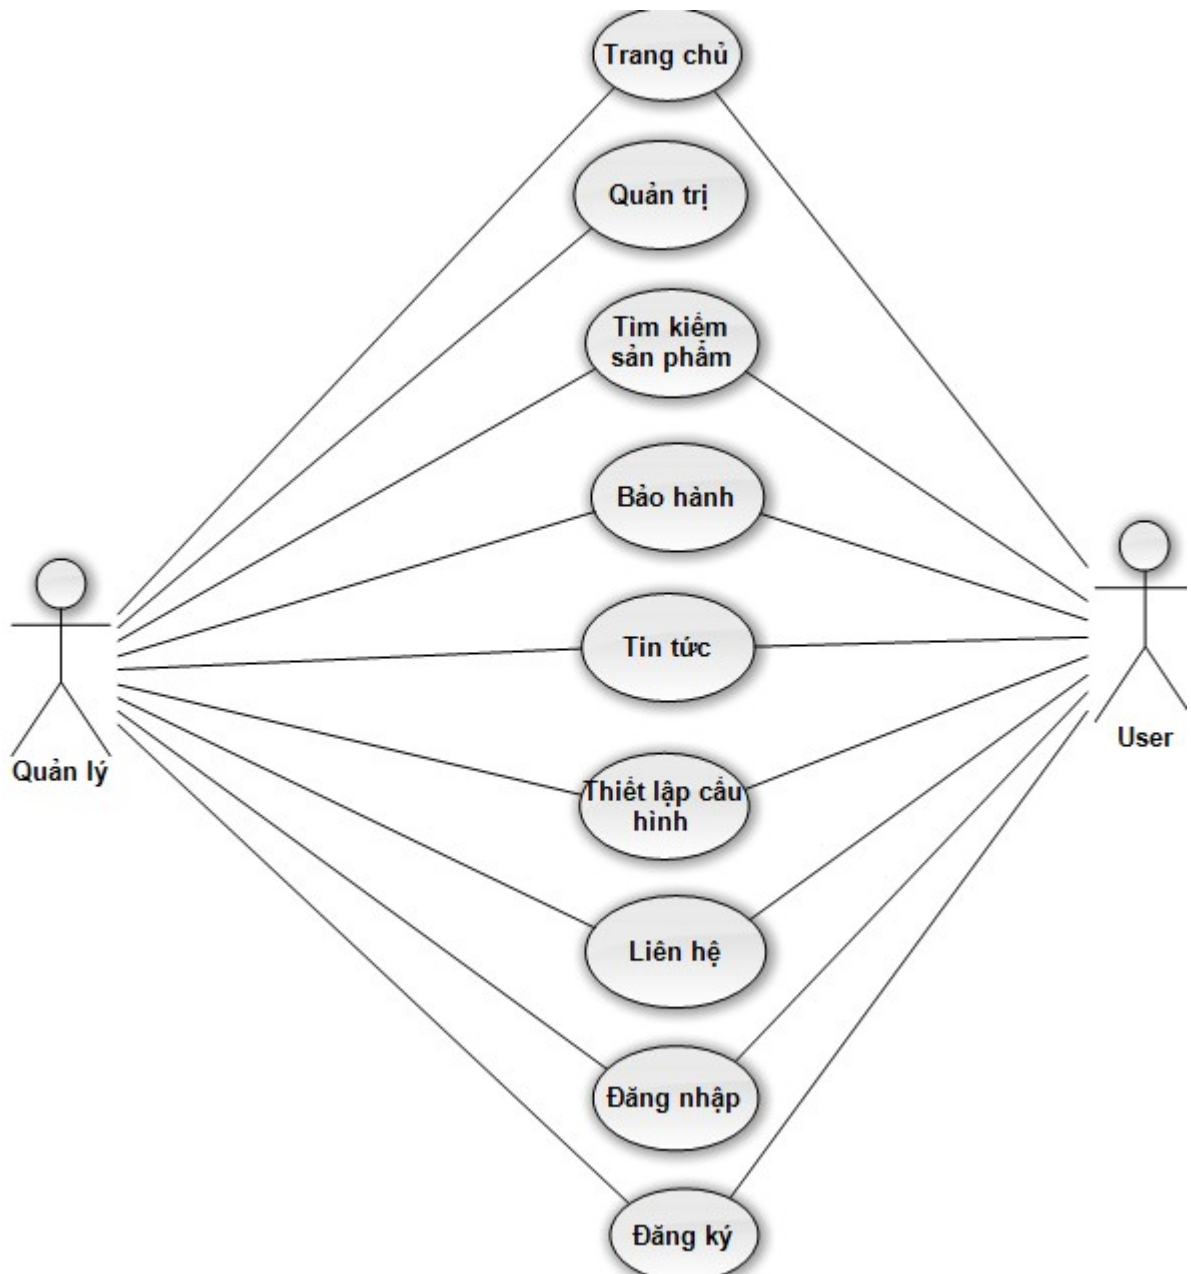 Trang chủ
Quản trị
Tìm kiếm
sản phẩm
Bảo hành
Tin tức
Quản lý
User
Thiết lập cấu
hình
Liên hệ
Đăng nhập
Đăng ký